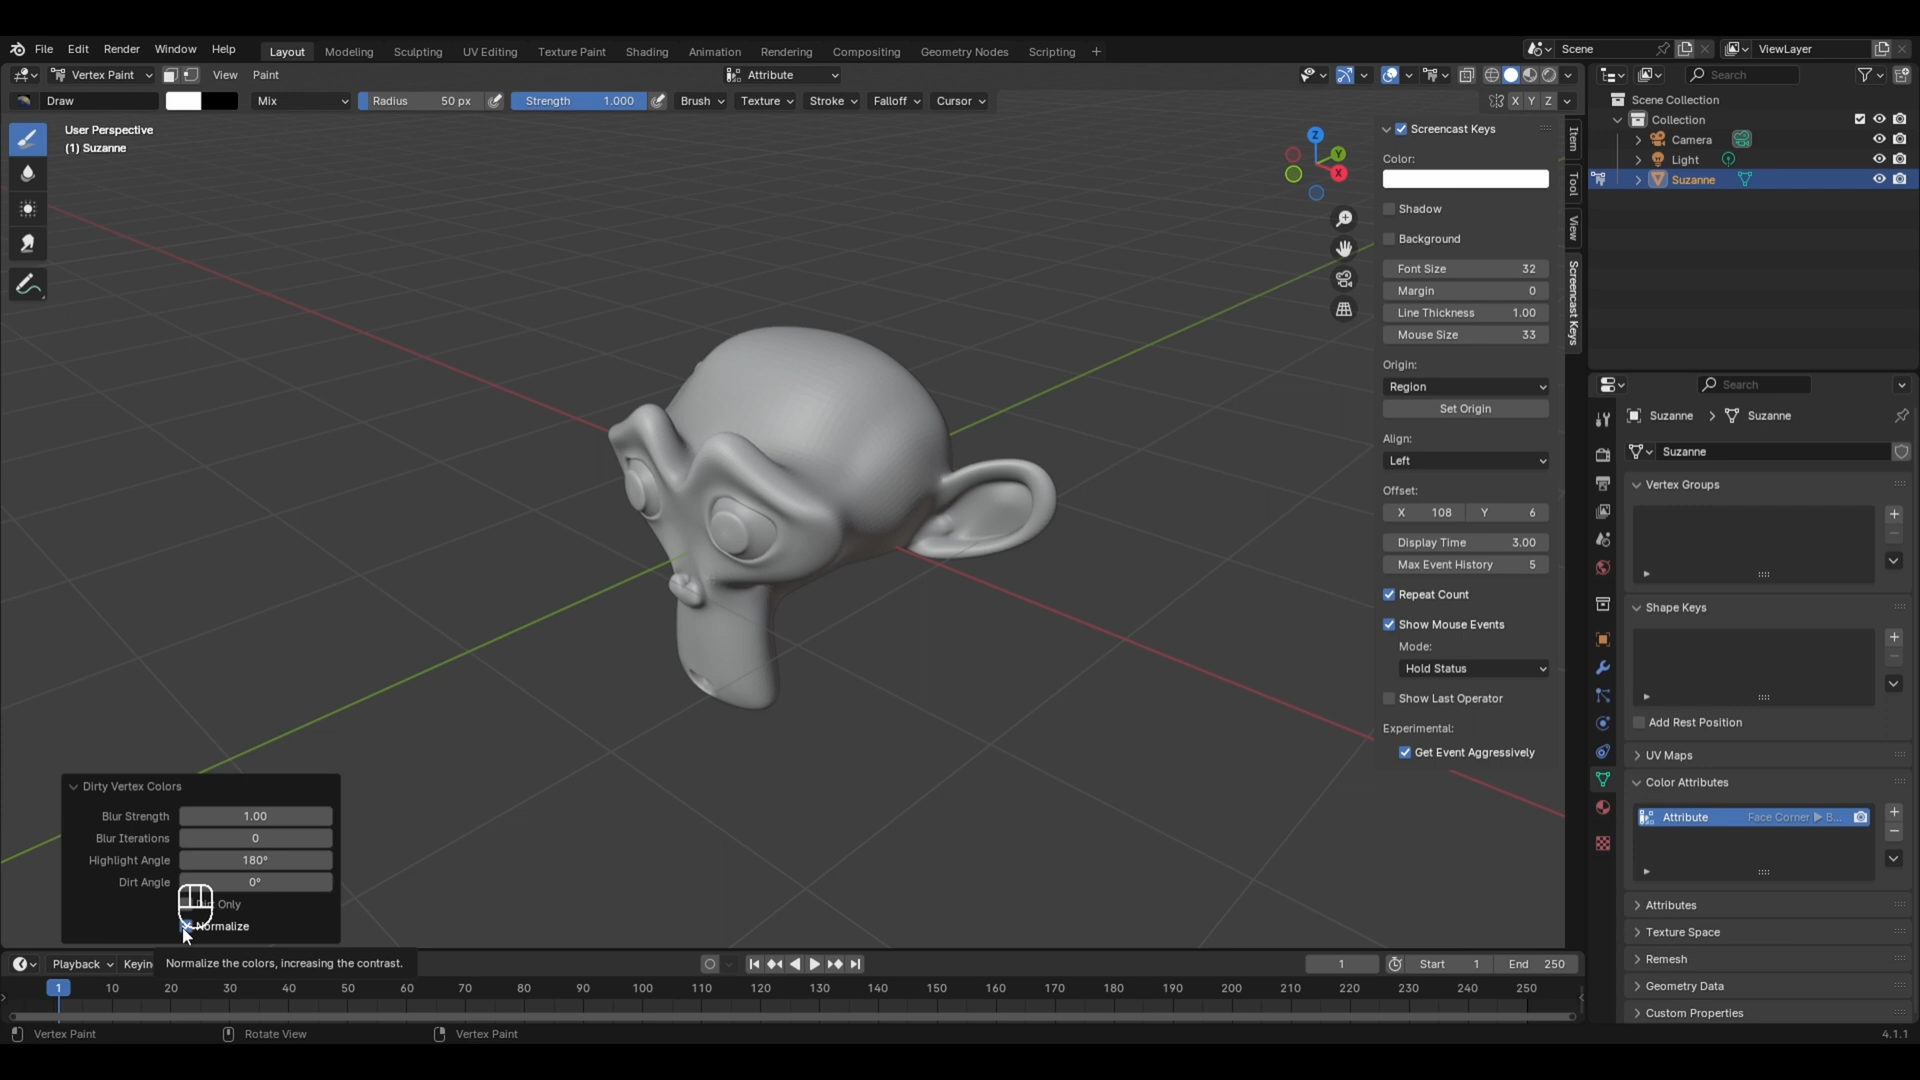 File Edit Render Window Help Layout Modeling Sculpting UV Editing Texture Paint Shading Animation Rendering Compositing Geometry Nodes Scripting + Scene ViewLayer
Vertex Paint View Paint Attribute Search
Draw Mix Radius 50 px Strength 1.000 Brush Texture Stroke Falloff Cursor X Y Z
User Perspective
(1) Suzanne
Z
Y
X
Item
Tool
View
Screencast Keys
Screencast Keys
Color:
Shadow
Background
Font Size 32
Margin 0
Line Thickness 1.00
Mouse Size 33
Origin:
Region
Set Origin
Align:
Left
Offset:
X 108 Y 6
Display Time 3.00
Max Event History 5
Repeat Count
Show Mouse Events
Mode:
Hold Status
Show Last Operator
Experimental:
Get Event Aggressively
Scene Collection
Collection
Camera
Light
Suzanne
Search
Suzanne > Suzanne
Suzanne
Vertex Groups
Shape Keys
Add Rest Position
UV Maps
Color Attributes
Attribute Face Corner ▶ B...
Attributes
Texture Space
Remesh
Geometry Data
Custom Properties
Dirty Vertex Colors
Blur Strength 1.00
Blur Iterations 0
Highlight Angle 180°
Dirt Angle 0°
Only
Normalize
Normalize the colors, increasing the contrast.
Playback Keyin 1 Start 1 End 250
1 10 20 30 40 50 60 70 80 90 100 110 120 130 140 150 160 170 180 190 200 210 220 230 240 250
Vertex Paint Rotate View Vertex Paint 4.1.1